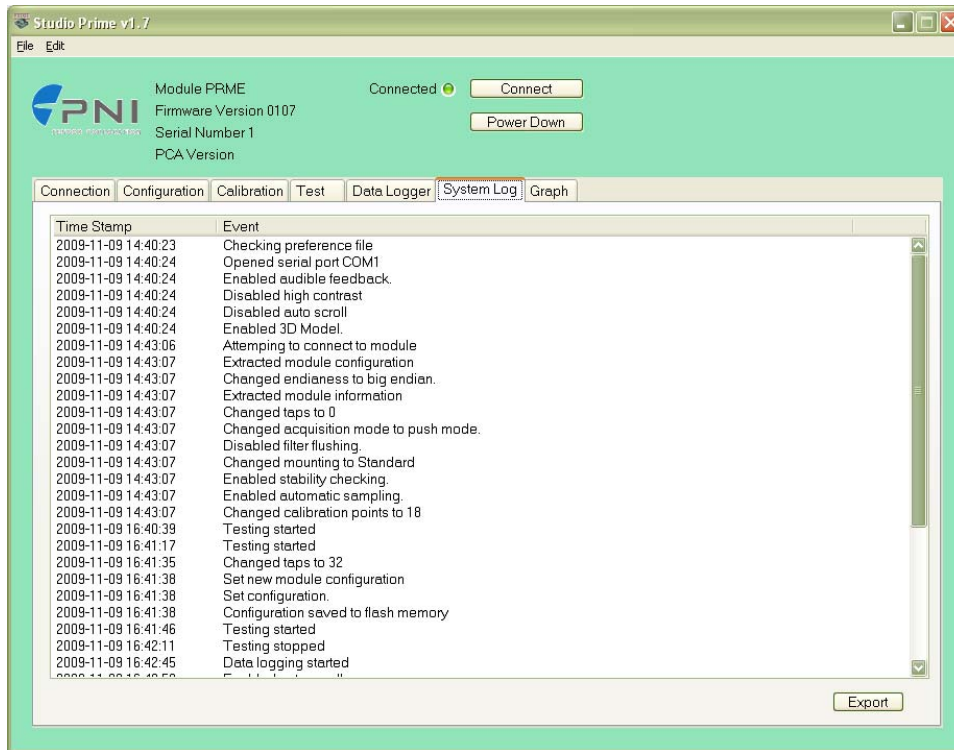 Studio Prime v1.7
File Edit
PNI
Module PRME
Firmware Version 0107
Serial Number 1
PCA Version
Connected
Connect
Power Down
Connection Configuration Calibration Test Data Logger System Log Graph
Time Stamp Event
2009-11-09 14:40:23 Checking preference file
2009-11-09 14:40:24 Opened serial port COM1
2009-11-09 14:40:24 Enabled audible feedback.
2009-11-09 14:40:24 Disabled high contrast
2009-11-09 14:40:24 Disabled auto scroll
2009-11-09 14:40:24 Enabled 3D Model.
2009-11-09 14:43:06 Attemping to connect to module
2009-11-09 14:43:07 Extracted module configuration
2009-11-09 14:43:07 Changed endianess to big endian.
2009-11-09 14:43:07 Extracted module information
2009-11-09 14:43:07 Changed taps to 0
2009-11-09 14:43:07 Changed acquisition mode to push mode.
2009-11-09 14:43:07 Disabled filter flushing.
2009-11-09 14:43:07 Changed mounting to Standard
2009-11-09 14:43:07 Enabled stability checking.
2009-11-09 14:43:07 Enabled automatic sampling.
2009-11-09 14:43:07 Changed calibration points to 18
2009-11-09 16:40:39 Testing started
2009-11-09 16:41:17 Testing started
2009-11-09 16:41:35 Changed taps to 32
2009-11-09 16:41:38 Set new module configuration
2009-11-09 16:41:38 Set configuration.
2009-11-09 16:41:38 Configuration saved to flash memory
2009-11-09 16:41:46 Testing started
2009-11-09 16:42:11 Testing stopped
2009-11-09 16:42:45 Data logging started
Export